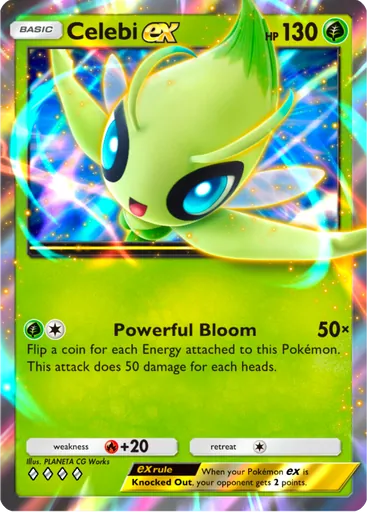 BASIC Celebi ex HP 130
Powerful Bloom 50×
Flip a coin for each Energy attached to this Pokémon.
This attack does 50 damage for each heads.
weakness +20 retreat
Illus. PLANETA CG Works
ex rule When your Pokémon ex is
Knocked Out, your opponent gets 2 points.